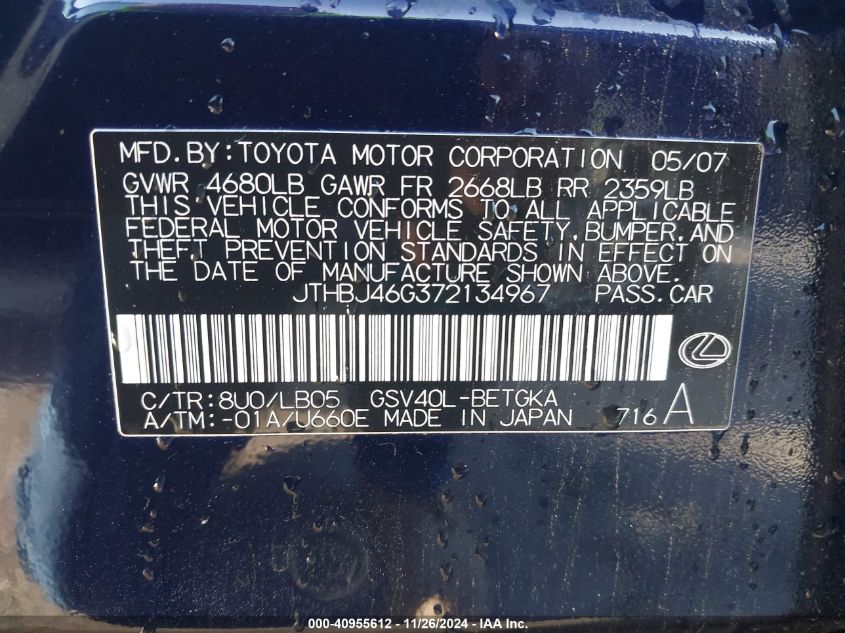 MFD.BY:TOYOTA MOTOR CORPORATION 05/07
GVWR 4680LB GAWR FR 2668LB RR 2359LB
THIS VEHICLE CONFORMS TO ALL APPLICABLE
FEDERAL MOTOR VEHICLE SAFETY,BUMPER,AND
THEFT PREVENTION STANDARDS IN EFFECT ON
THE DATE OF MANUFACTURE SHOWN ABOVE.
JTHBJ46G372134967 PASS.CAR
C/TR:8U0/LB05 GSV40L-BETGKA
A/TM:-01A/U660E MADE IN JAPAN 716A
000-40955612 - 11/26/2024 - IAA Inc.